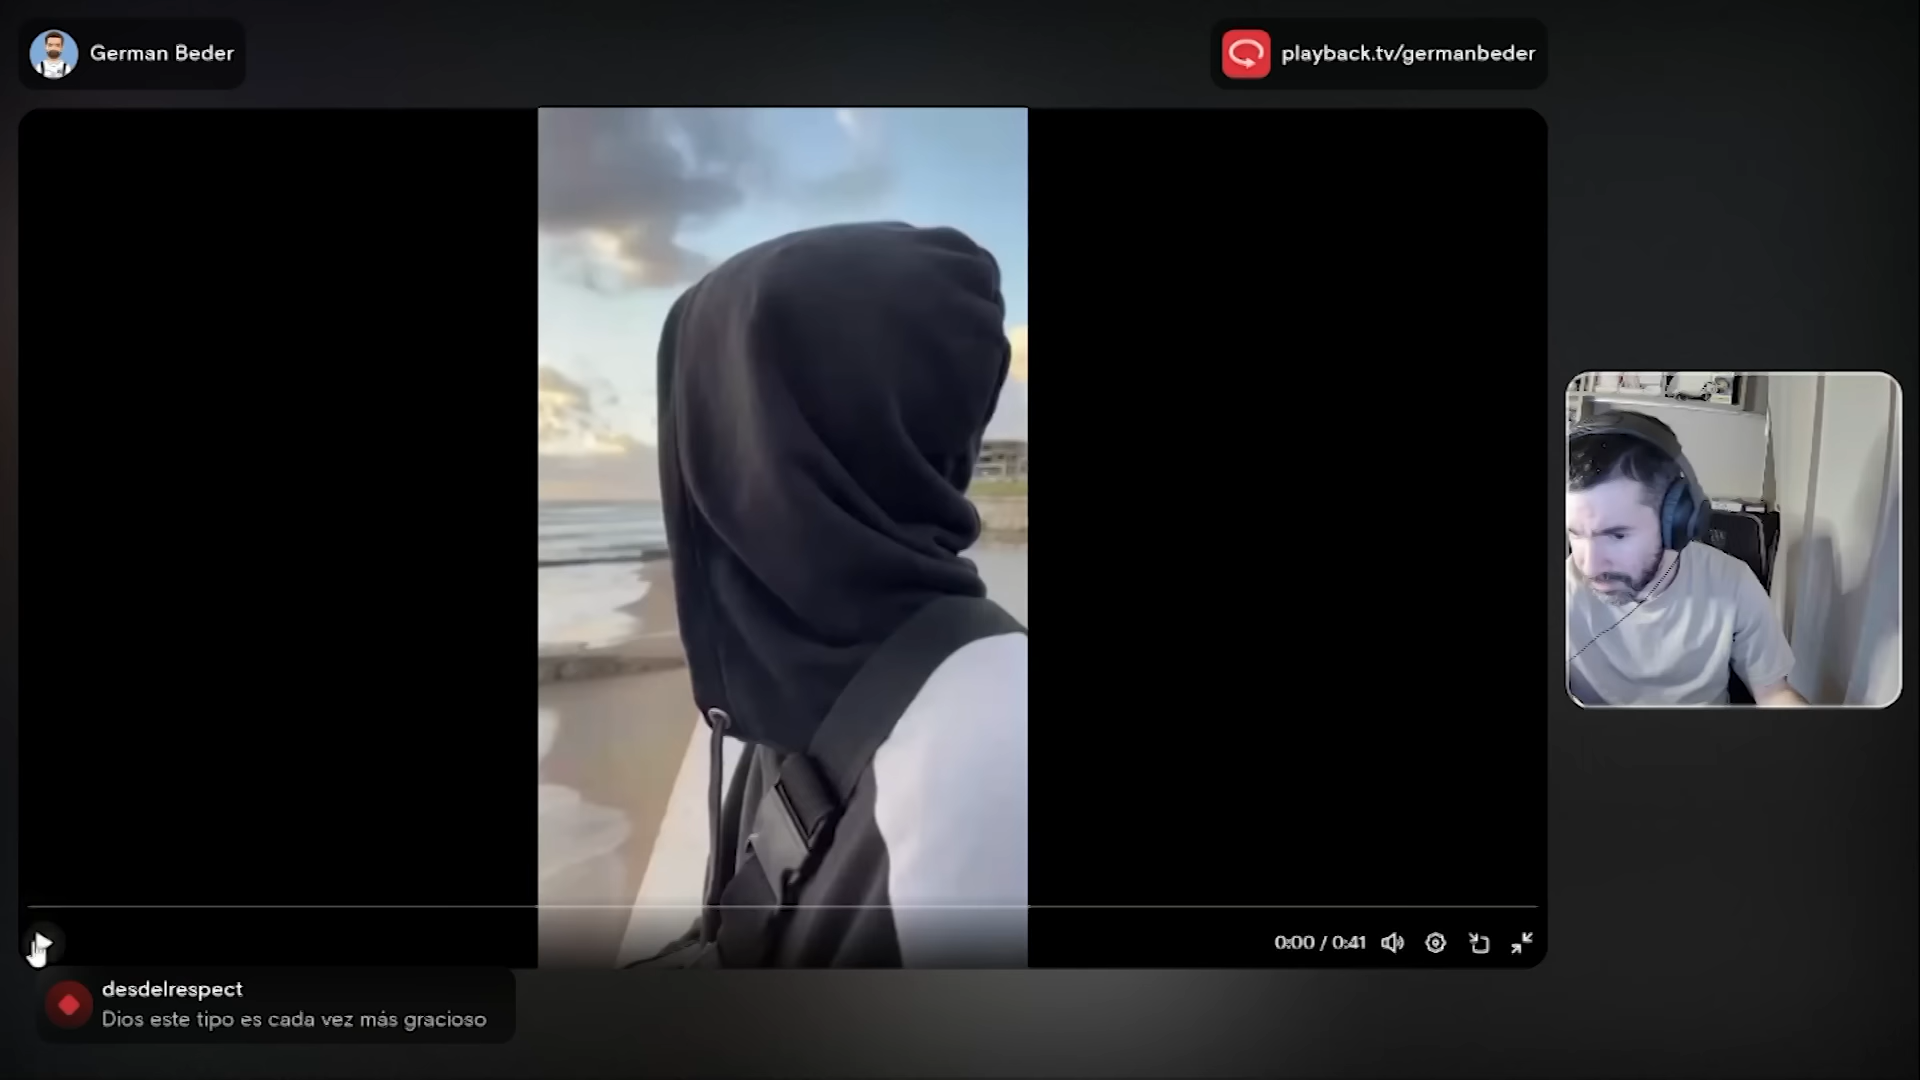 German Beder
playback.tv/germanbeder
0:00 / 0:41
desdelrespect
Dios este tipo es cada vez más gracioso